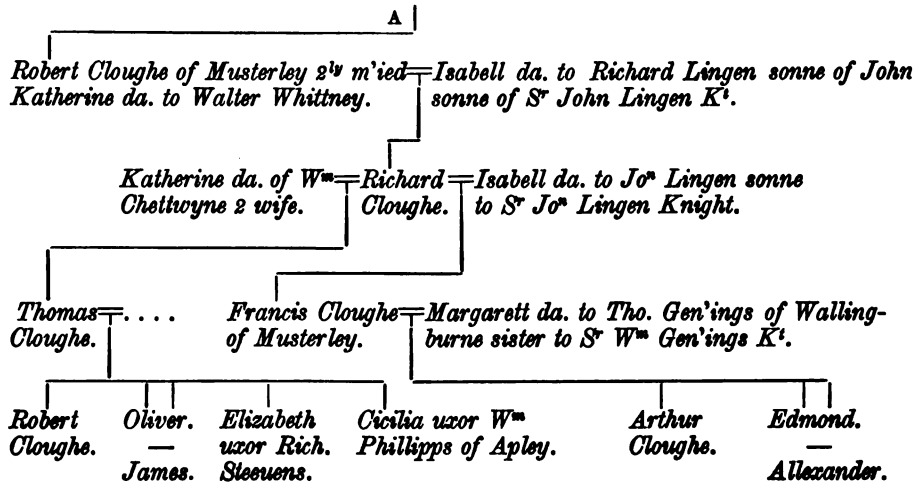 A
Robert Cloughe of Musterley 2ly m'ied=Isabell da. to Richard Lingen sonne of John
Katherine da. to Walter Whittney. sonne of Sr John Lingen Kt.
Katherine da. of Wm=Richard=Isabell da. to Jon Lingen sonne
Chettwyne 2 wife. Cloughe. to Sr Jon Lingen Knight.
Thomas=.... Francis Cloughe=Margarett da. to Tho. Gen'ings of Walling-
Cloughe. of Musterley. burne sister to Sr Wm Gen'ings Kt.
Robert Oliver. Elizabeth Cicilia uxor Wm Arthur Edmond.
Cloughe. — uxor Rich. Phillipps of Apley. Cloughe. —
James. Steeuens. Allexander.